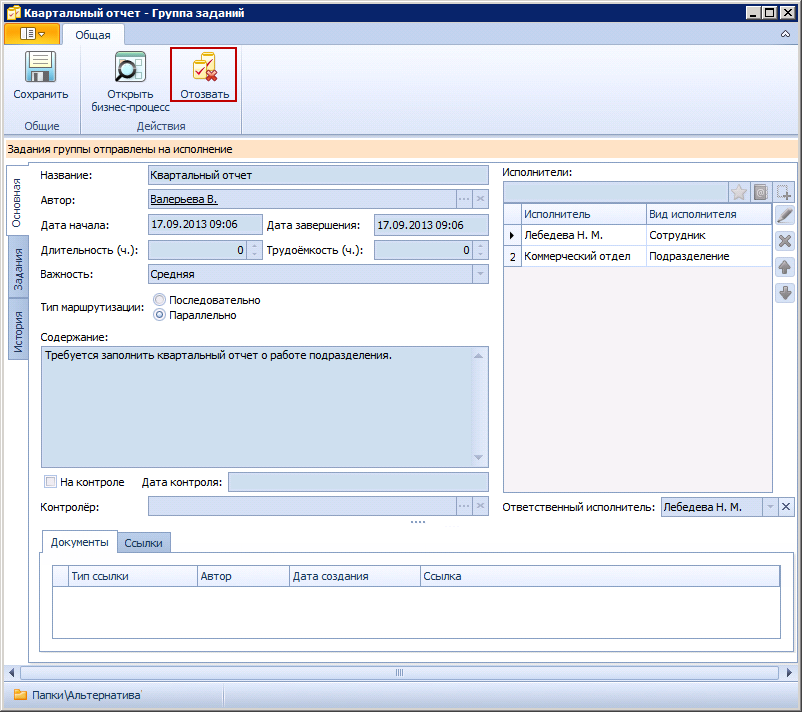 Квартальный отчет - Группа заданий
Общая
Сохранить
Открыть
бизнес-процесс
Отозвать
Общие
Действия
Задания группы отправлены на исполнение
Основная
Задания
История
Название: Квартальный отчет
Автор: Валерьева В.
Дата начала: 17.09.2013 09:06 Дата завершения: 17.09.2013 09:06
Длительность (ч.): 0 Трудоёмкость (ч.): 0
Важность: Средняя
Тип маршрутизации:
Последовательно
Параллельно
Содержание:
Требуется заполнить квартальный отчет о работе подразделения.
На контроле Дата контроля:
Контролёр:
Исполнители:
Исполнитель Вид исполнителя
Лебедева Н. М. Сотрудник
2 Коммерческий отдел Подразделение
Ответственный исполнитель: Лебедева Н. М.
Документы Ссылки
Тип ссылки Автор Дата создания Ссылка
Папки\Альтернатива\